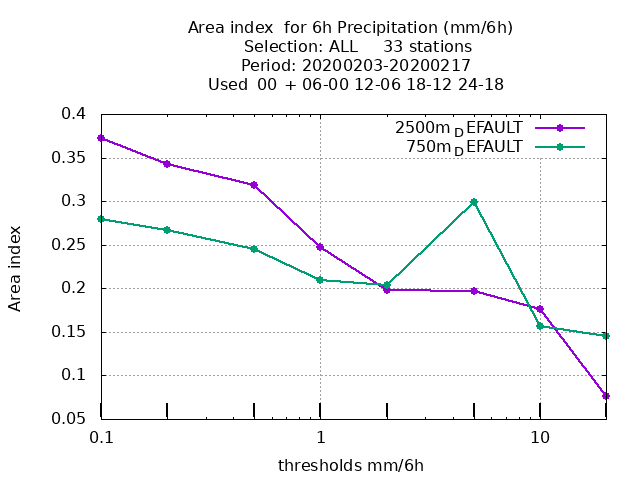 Area index  for 6h Precipitation (mm/6h)
Selection: ALL     33 stations
Period: 20200203-20200217
Used  00  + 06-00 12-06 18-12 24-18
2500m_DEFAULT
750m_DEFAULT
0.4
0.35
0.3
0.25
0.2
0.15
0.1
0.05
Area index
0.1 1 10
thresholds mm/6h